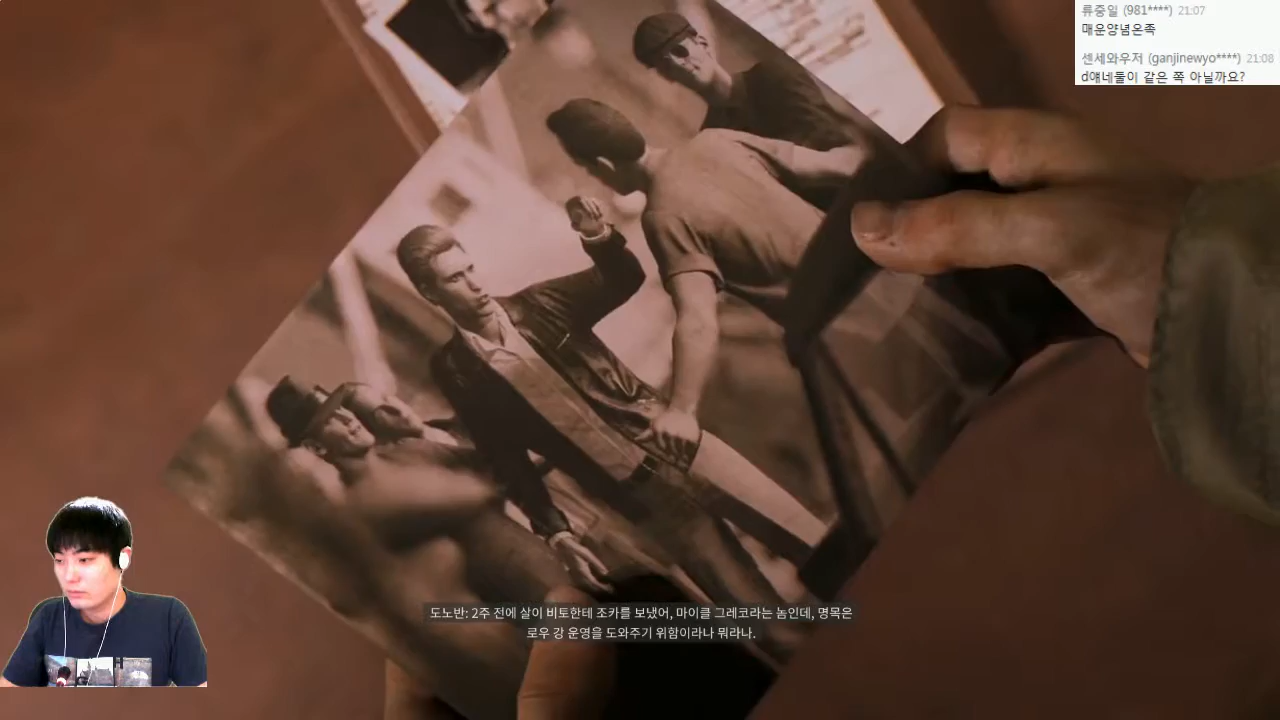 류중일 (981****) 21:07
매운양념온족
센세와우저 (ganjinewyo****) 21:08
d얘네둘이 같은 쪽 아닐까요?
도노반: 2주 전에 살이 비토한테 조카를 보냈어, 마이클 그레코라는 놈인데, 명목은
로우 강 운영을 도와주기 위함이라나 뭐라나.